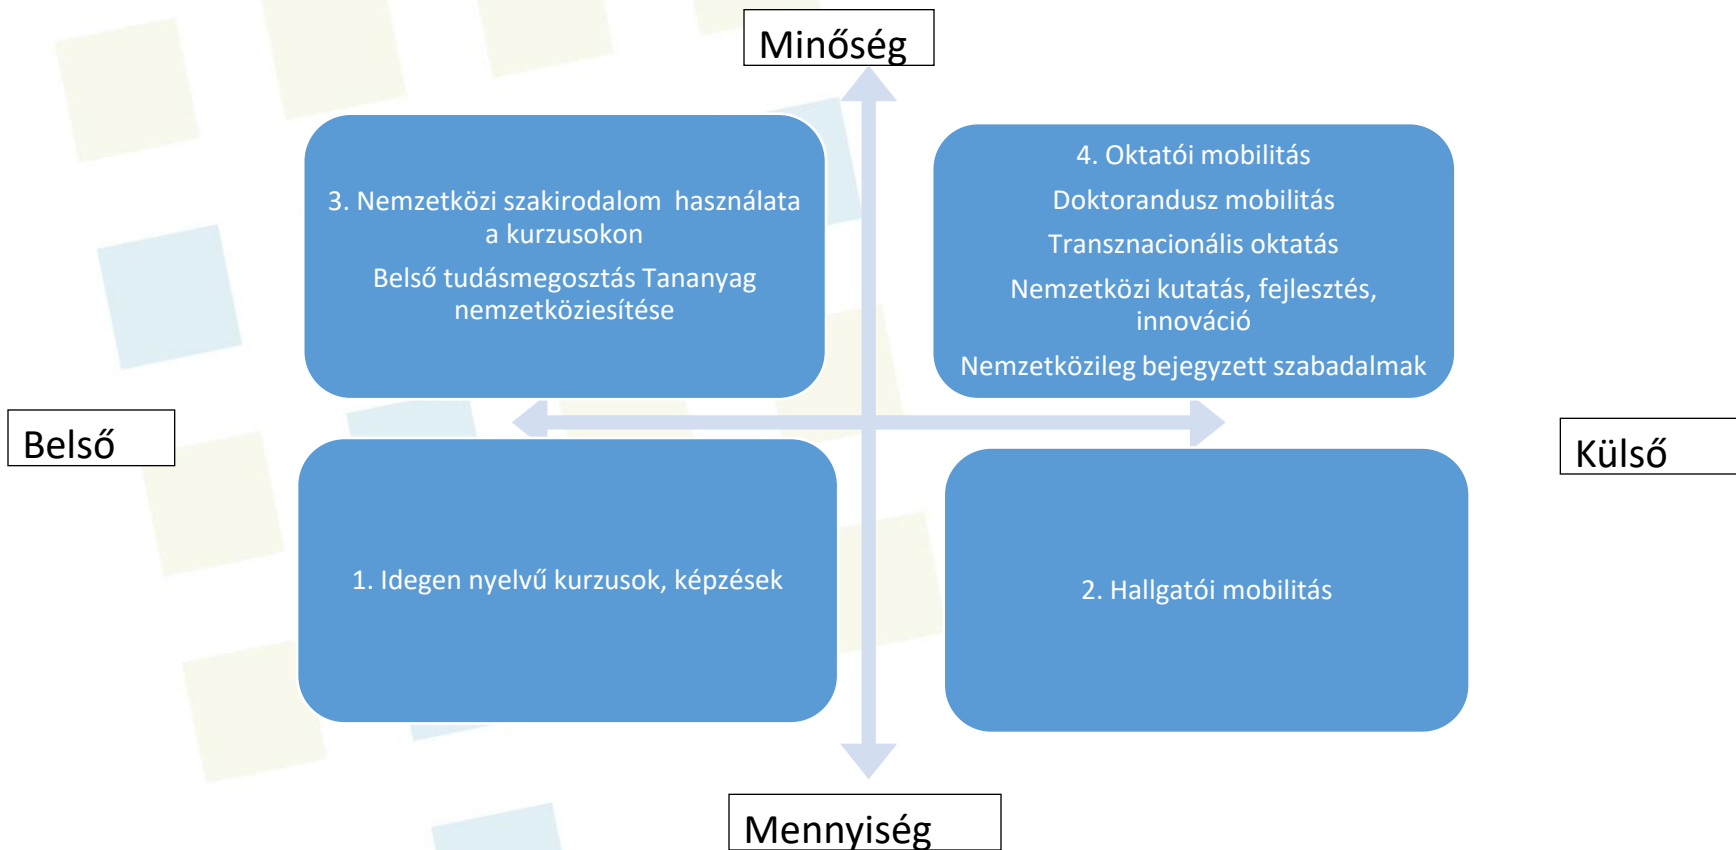 Minőség
3. Nemzetközi szakirodalom  használata
a kurzusokon
Belső tudásmegosztás Tananyag
nemzetköziesítése
4. Oktatói mobilitás
Doktorandusz mobilitás
Transznacionális oktatás
Nemzetközi kutatás, fejlesztés,
innováció
Nemzetközileg bejegyzett szabadalmak
Belső
Külső
1. Idegen nyelvű kurzusok, képzések
2. Hallgatói mobilitás
Mennyiség